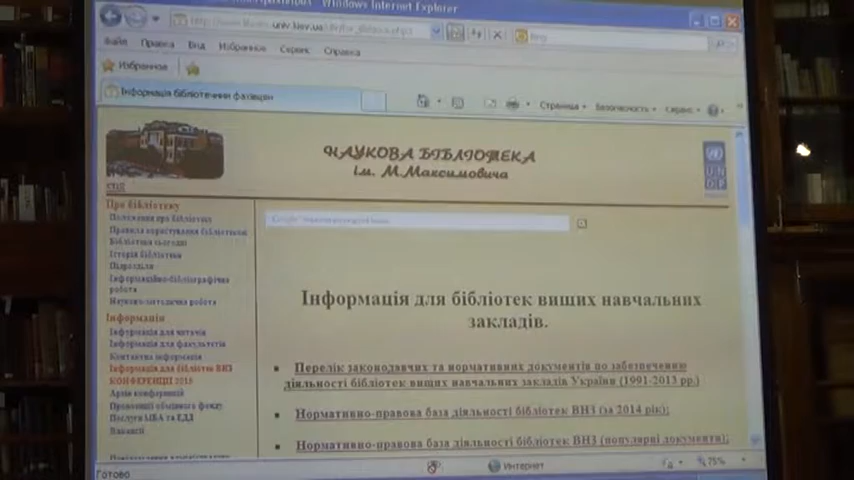 Windows Internet Explorer
Файл Правка Вид Избранное Сервис Справка
Избранное
Інформація бібліотечним фахівцям
Страница Безопасность Сервис
НАУКОВА БІБЛІОТЕКА
ім. М.Максимовича
U N
D P
Про бібліотеку
Положення про бібліотеку
Правила користування бібліотекою
Бібліотека сьогодні
Історія бібліотеки
Підрозділи
Інформаційно-бібліографічна
робота
Науково-методична робота
Інформація
Інформація для читачів
Інформація для факультетів
Контактна інформація
Інформація для бібліотек ВНЗ
КОНФЕРЕНЦІЇ
Архів конференцій
Пропозиції обмінного фонду
Послуги МБА та ЕДД
Вакансії
Google
Інформація для бібліотек вищих навчальних
закладів.
Перелік законодавчих та нормативних документів по забезпеченню
діяльності бібліотек вищих навчальних закладів України (1991-2013 рр.)
Нормативно-правова база діяльності бібліотек ВНЗ (за 2014 рік);
Нормативно-правова база діяльності бібліотек ВНЗ (популярні документи);
Готово
Интернет
75%